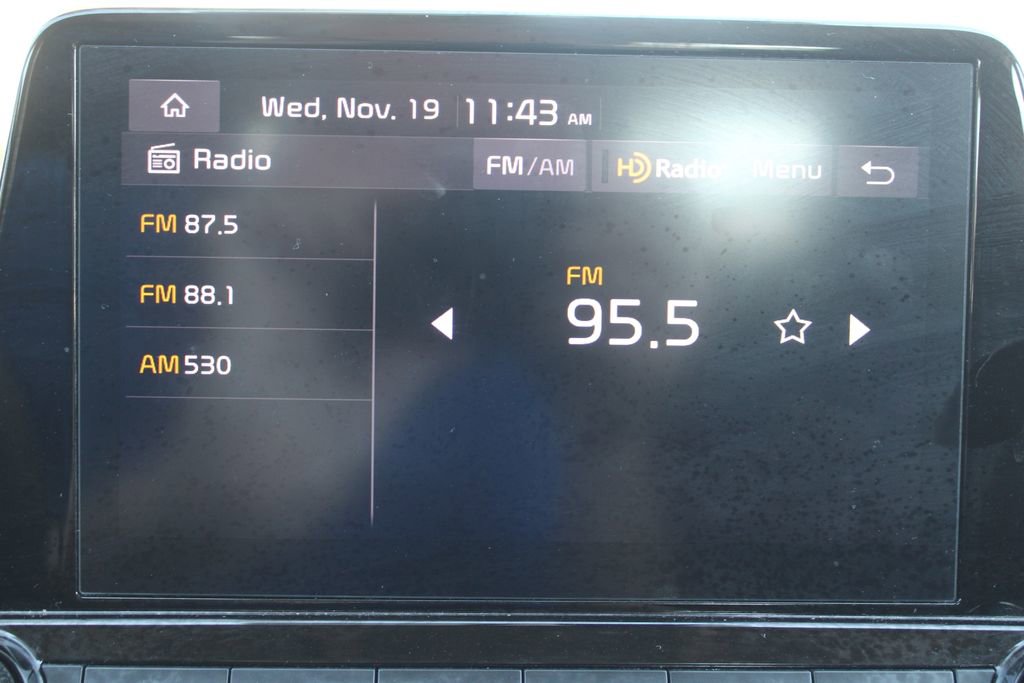 Wed, Nov. 19 11:43 AM
Radio FM/AM HD Radio Menu
FM 87.5
FM 88.1
AM 530
FM
95.5